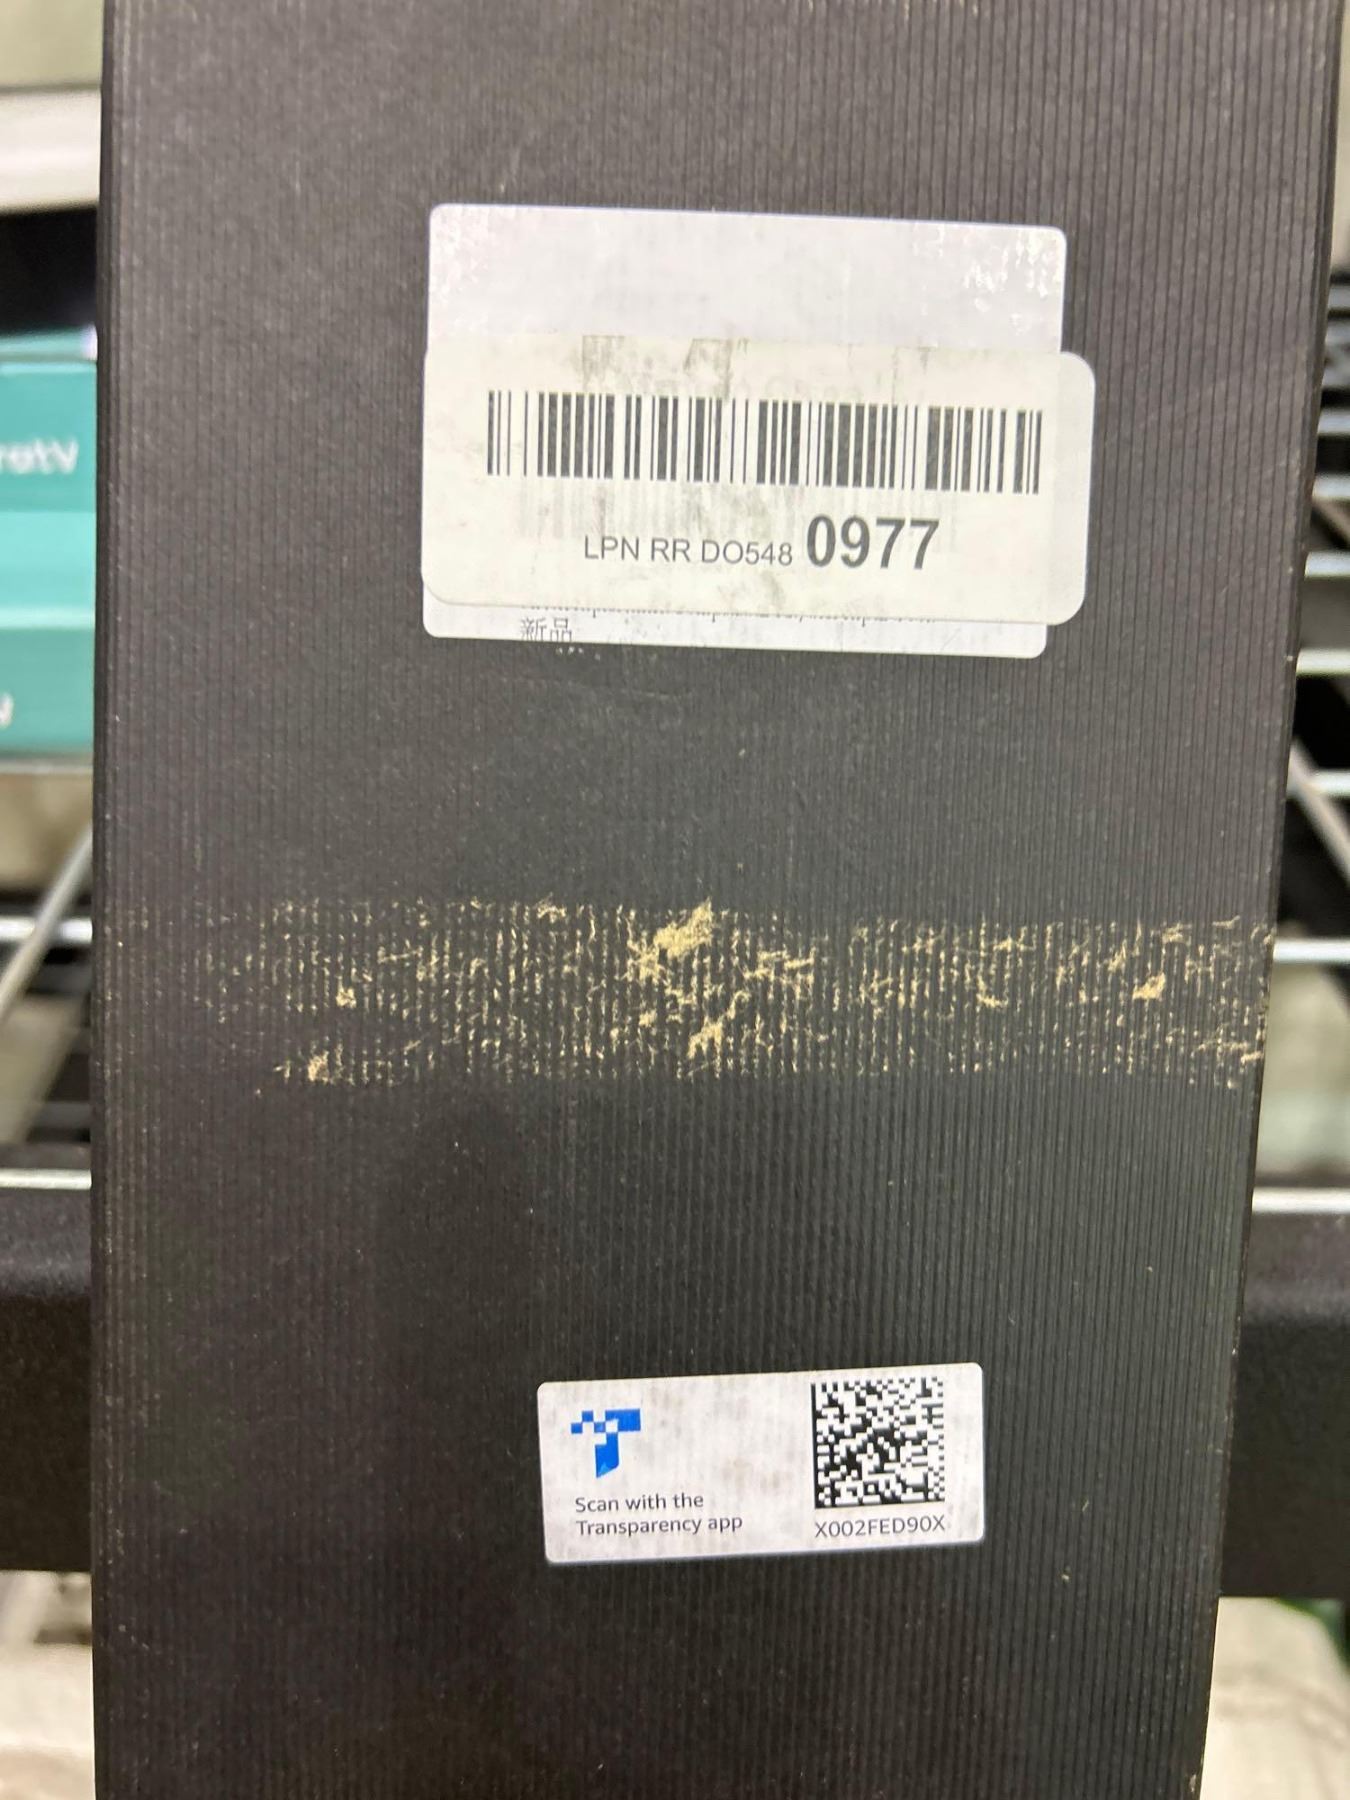 LPN RR DO548 0977
新品
Scan with the
Transparency app
X002FED90X